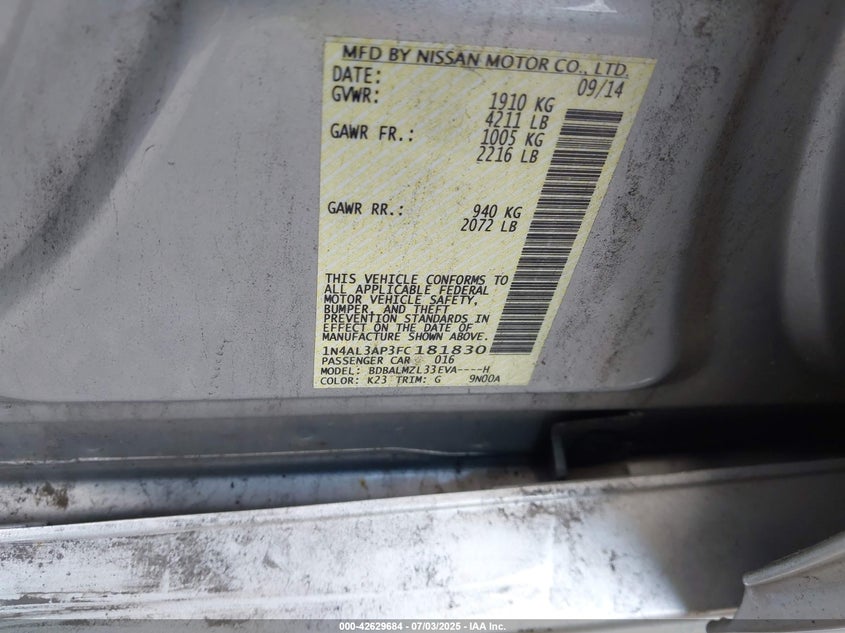 MFD BY NISSAN MOTOR CO., LTD.
DATE: 09/14
GVWR: 1910 KG
4211 LB
GAWR FR.: 1005 KG
2216 LB
GAWR RR.: 940 KG
2072 LB
THIS VEHICLE CONFORMS TO
ALL APPLICABLE FEDERAL
MOTOR VEHICLE SAFETY,
BUMPER, AND THEFT
PREVENTION STANDARDS IN
EFFECT ON THE DATE OF
MANUFACTURE SHOWN ABOVE.
1N4AL3AP3FC181830
PASSENGER CAR 016
MODEL: BDBALMZL33EVA----H
COLOR: K23 TRIM: G 9N00A
000-42629684 | 07/03/2025 | IAA Inc.